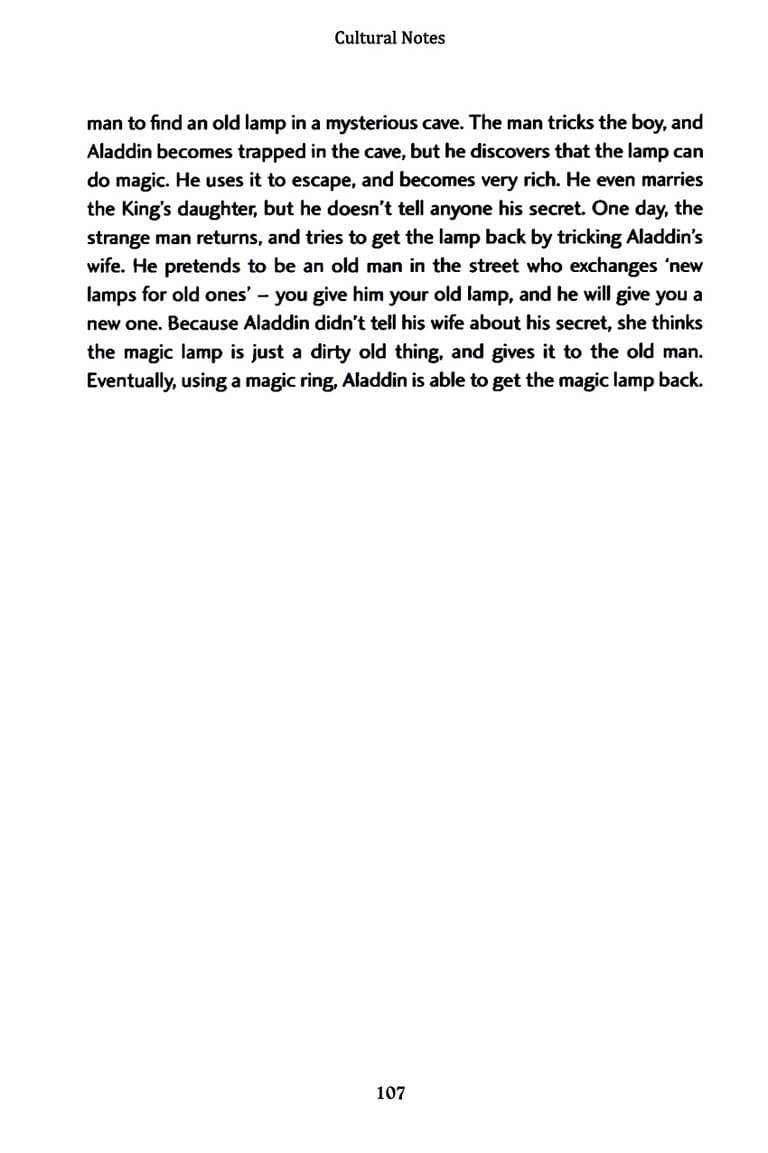 Cultural Notes
man to find an old lamp in a mysterious cave. The man tricks the boy, and
Aladdin becomes trapped in the cave, but he discovers that the lamp can
do magic. He uses it to escape, and becomes very rich. He even marries
the King's daughter, but he doesn't tell anyone his secret. One day, the
strange man returns, and tries to get the lamp back by tricking Aladdin's
wife. He pretends to be an old man in the street who exchanges ‘new
lamps for old ones’ – you give him your old lamp, and he will give you a
new one. Because Aladdin didn't tell his wife about his secret, she thinks
the magic lamp is just a dirty old thing, and gives it to the old man.
Eventually, using a magic ring, Aladdin is able to get the magic lamp back.
107